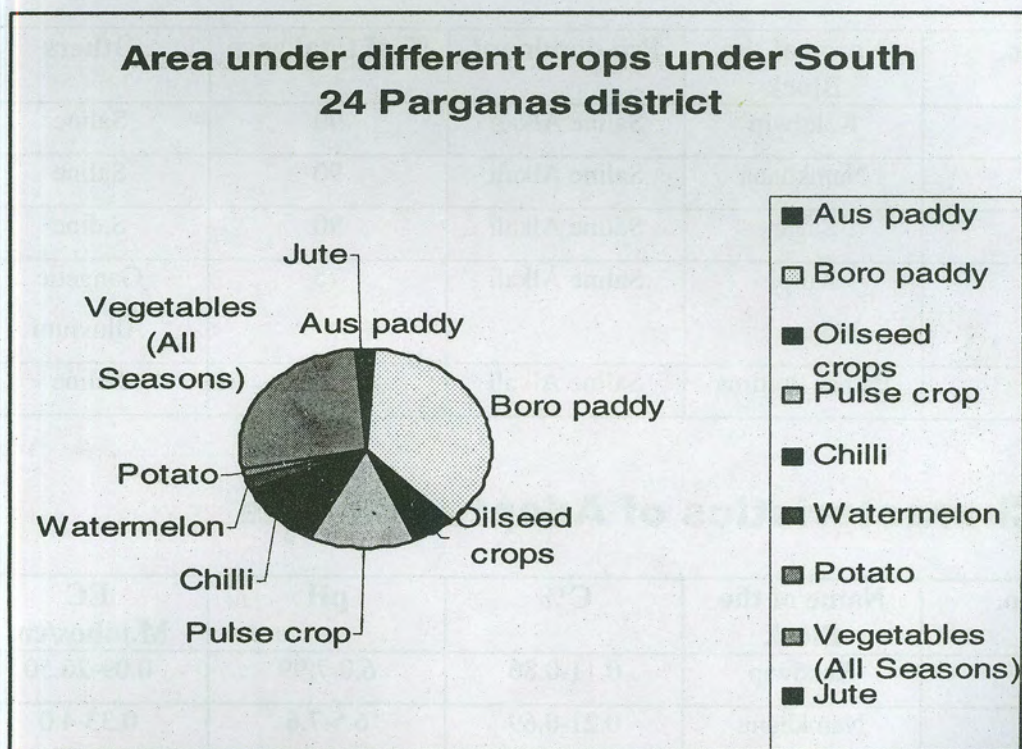 Area under different crops under South
24 Parganas district
Jute
Aus paddy
Vegetables
(All
Seasons)
Boro paddy
Potato
Watermelon
Oilseed
crops
Chilli
Pulse crop
Aus paddy
Boro paddy
Oilseed
crops
Pulse crop
Chilli
Watermelon
Potato
Vegetables
(All Seasons)
Jute